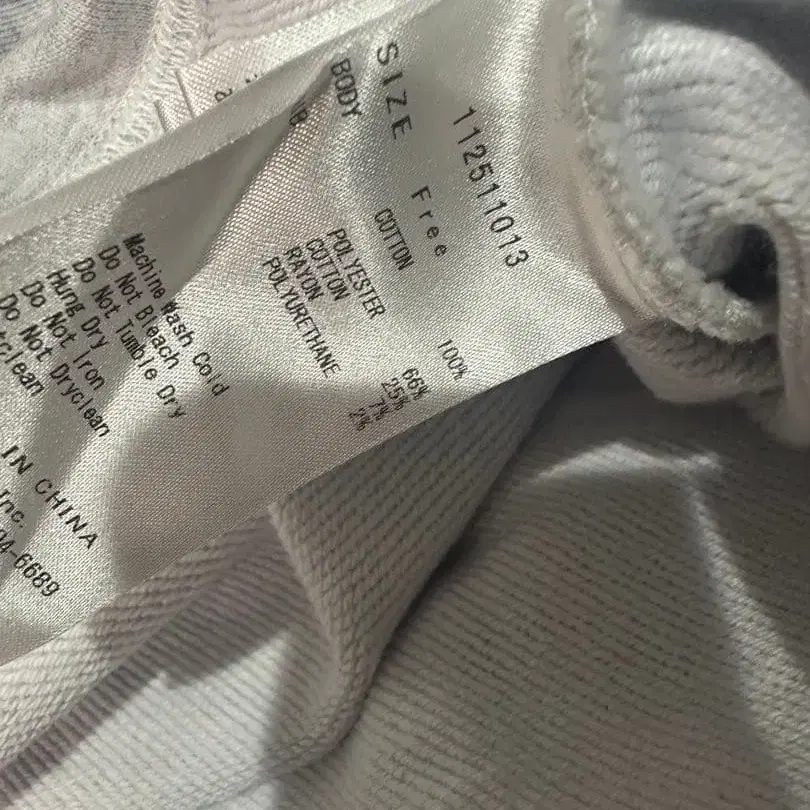 112511013
SIZE Free
BODY COTTON 100%
POLYESTER 66%
COTTON 25%
RAYON 7%
POLYURETHANE 2%
Machine Wash Cold
Do Not Bleach
Do Not Tumble Dry
Hung Dry
Do Not Iron
Do Not Dryclean
IN CHINA
Inc.